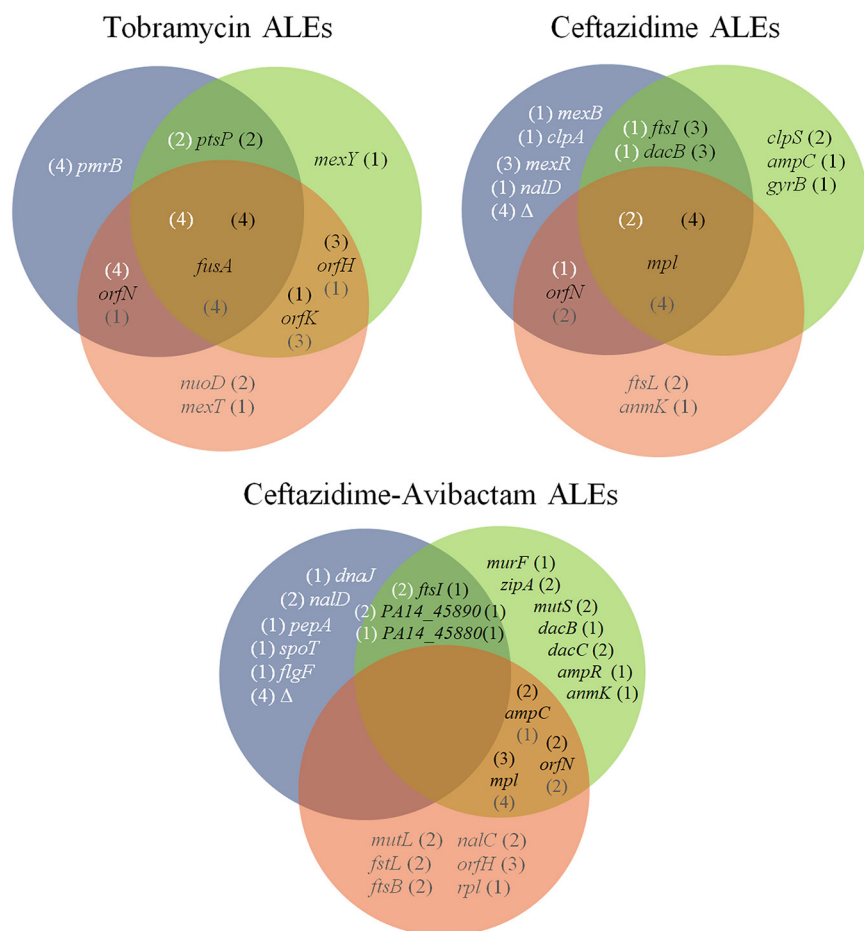 Tobramycin ALEs
(4) pmrB
(2) ptsP (2)
mexY (1)
(4) (4)
fusA
(4)
(4)
orfN
(1)
(3)
orfH
(1)
(1)
orfK
(3)
nuoD (2)
mexT (1)
Ceftazidime ALEs
(1) mexB
(1) clpA
(3) mexR
(1) nalD
(4) Δ
(1) ftsI (3)
(1) dacB (3)
clpS (2)
ampC (1)
gyrB (1)
(2) (4)
mpl
(4)
(1)
orfN
(2)
ftsL (2)
anmK (1)
Ceftazidime-Avibactam ALEs
(1) dnaJ
(2) nalD
(1) pepA
(1) spoT
(1) flgF
(4) Δ
(2) ftsI (1)
(2) PA14_45890 (1)
(1) PA14_45880(1)
murF (1)
zipA (2)
mutS (2)
dacB (1)
dacC (2)
ampR (1)
anmK (1)
(2)
ampC
(1)
(3)
mpl
(4)
(2)
orfN
(2)
mutL (2) nalC (2)
fstL (2) orfH (3)
ftsB (2) rpl (1)